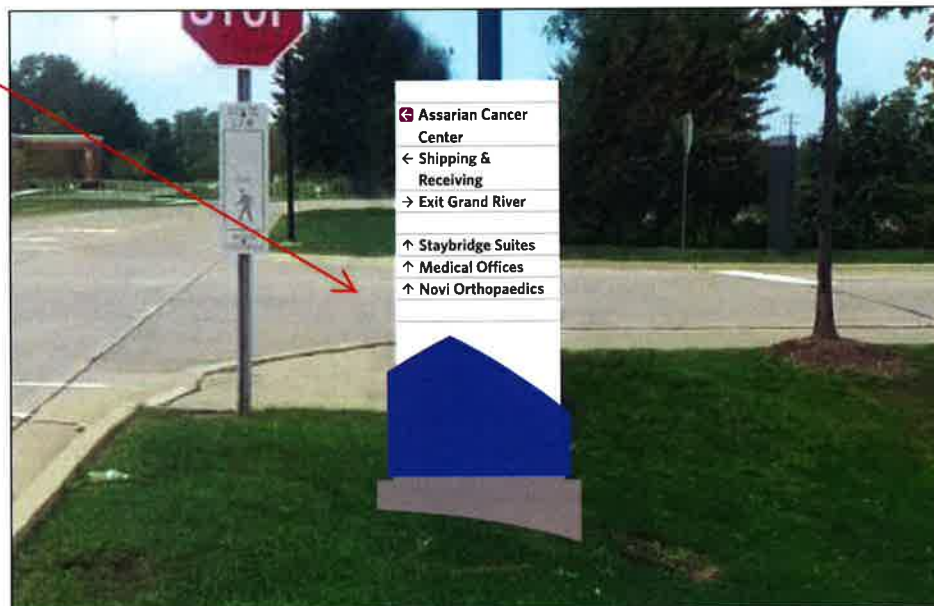 STOP
← Assarian Cancer
Center
← Shipping &
Receiving
→ Exit Grand River
↑ Staybridge Suites
↑ Medical Offices
↑ Novi Orthopaedics